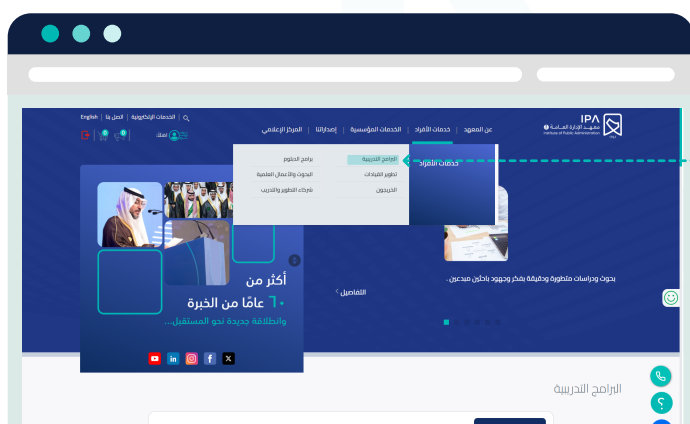 الخدمات الإلكترونية | اتصل بنا | English
IPA
معهد الإدارة العامة
Institute of Public Administration
عن المعهد | خدمات الأفراد | الخدمات المؤسسية | إصداراتنا | المركز الإعلامي
أهلاً
0
0
خدمات الأفراد
البرامج التدريبية
برامج الدبلوم
تطوير القيادات
البحوث والأعمال العلمية
الخريجون
شركاء التطوير والتدريب
بحوث ودراسات متطورة ودقيقة بفكر وجهود باحثين مبدعين .
التفاصيل
أكثر من
٦٠ عامًا من الخبرة
وانطلاقة جديدة نحو المستقبل...
البرامج التدريبية